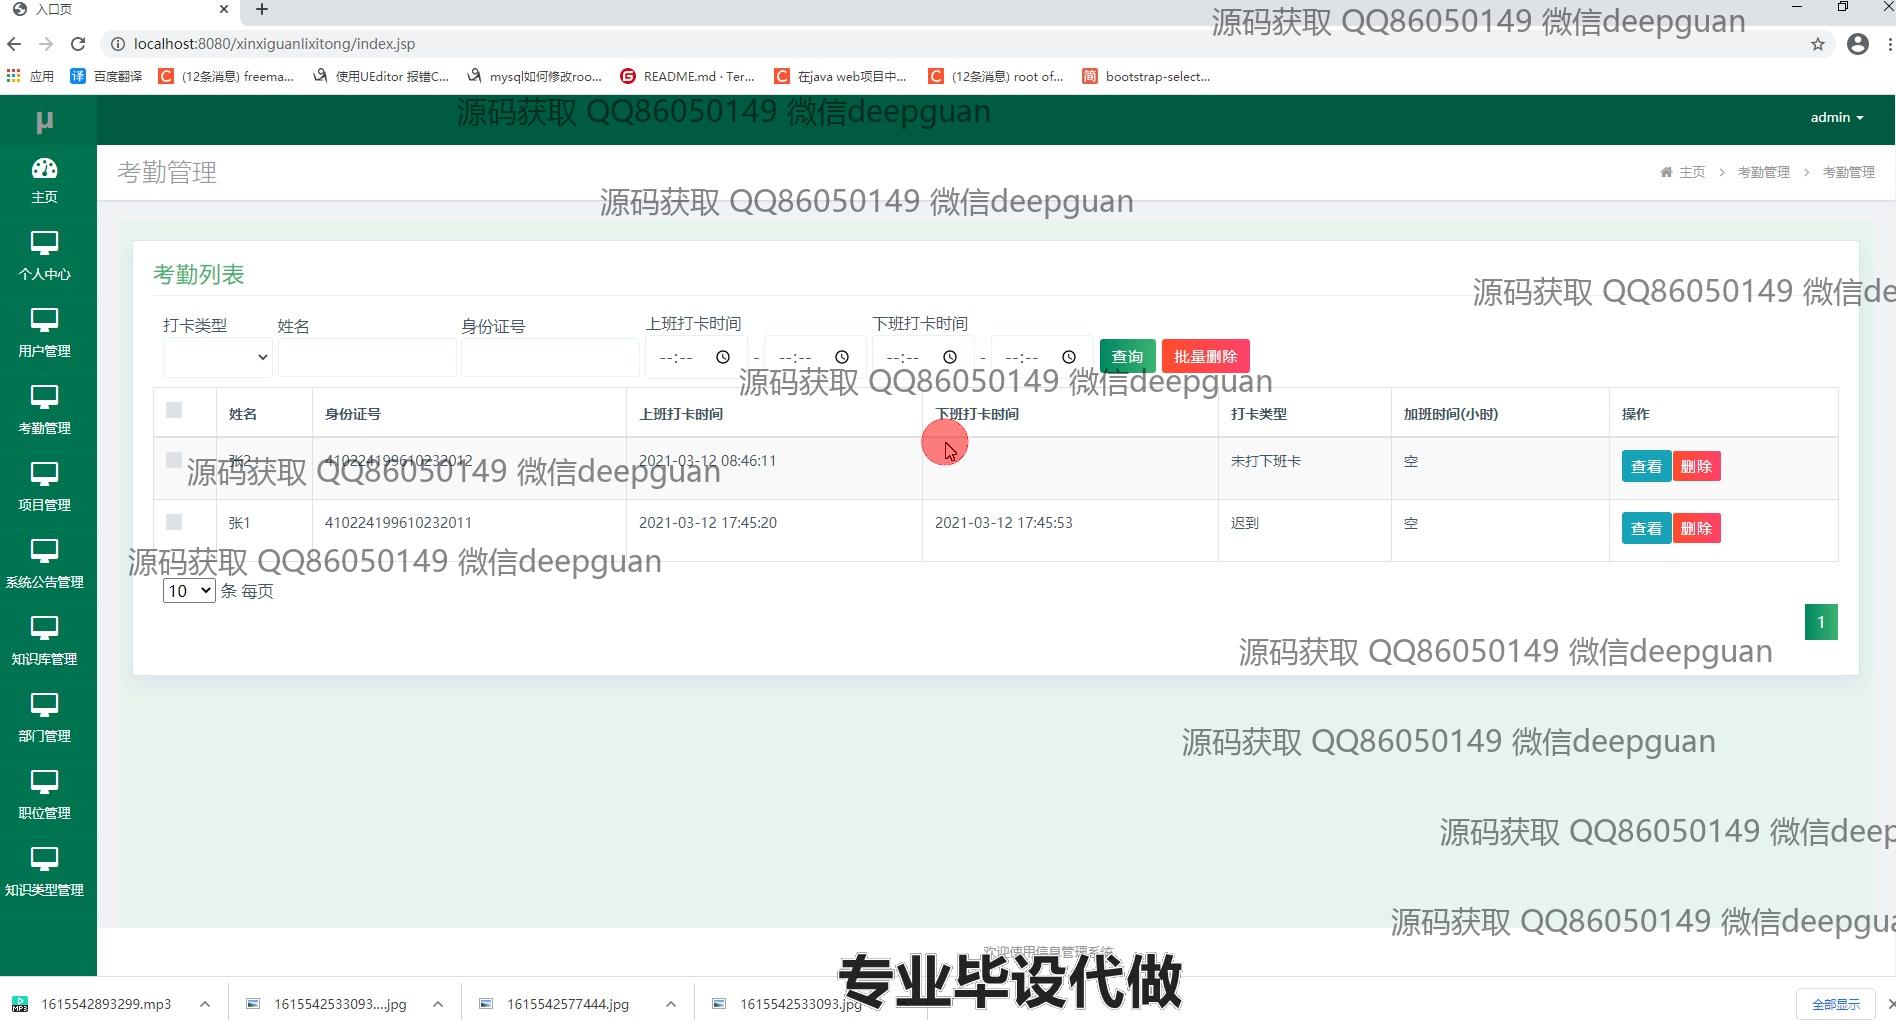 入口页
源码获取 QQ86050149 微信deepguan
localhost:8080/xinxiguanlixitong/index.jsp
应用 百度翻译 (12条消息) freema... 使用UEditor 报错C... mysql如何修改roo... README.md · Ter... 在java web项目中... (12条消息) root of... bootstrap-select...
源码获取 QQ86050149 微信deepguan
μ
admin
主页
考勤管理
主页 > 考勤管理 > 考勤管理
源码获取 QQ86050149 微信deepguan
个人中心
用户管理
考勤管理
项目管理
系统公告管理
知识库管理
部门管理
职位管理
知识类型管理
考勤列表
源码获取 QQ86050149 微信de
打卡类型 姓名 身份证号 上班打卡时间 下班打卡时间
--:-- - --:-- --:-- - --:-- 查询 批量删除
源码获取 QQ86050149 微信deepguan
姓名 身份证号 上班打卡时间 下班打卡时间 打卡类型 加班时间(小时) 操作
张2 410224199610232012 2021-03-12 08:46:11 未打下班卡 空 查看 删除
源码获取 QQ86050149 微信deepguan
张1 410224199610232011 2021-03-12 17:45:20 2021-03-12 17:45:53 迟到 空 查看 删除
源码获取 QQ86050149 微信deepguan
10 条 每页
1
源码获取 QQ86050149 微信deepguan
源码获取 QQ86050149 微信deepguan
源码获取 QQ86050149 微信deep
源码获取 QQ86050149 微信deepgua
欢迎使用信息管理系统
专业毕设代做
1615542893299.mp3 1615542533093....jpg 1615542577444.jpg 1615542533093.jpg 全部显示